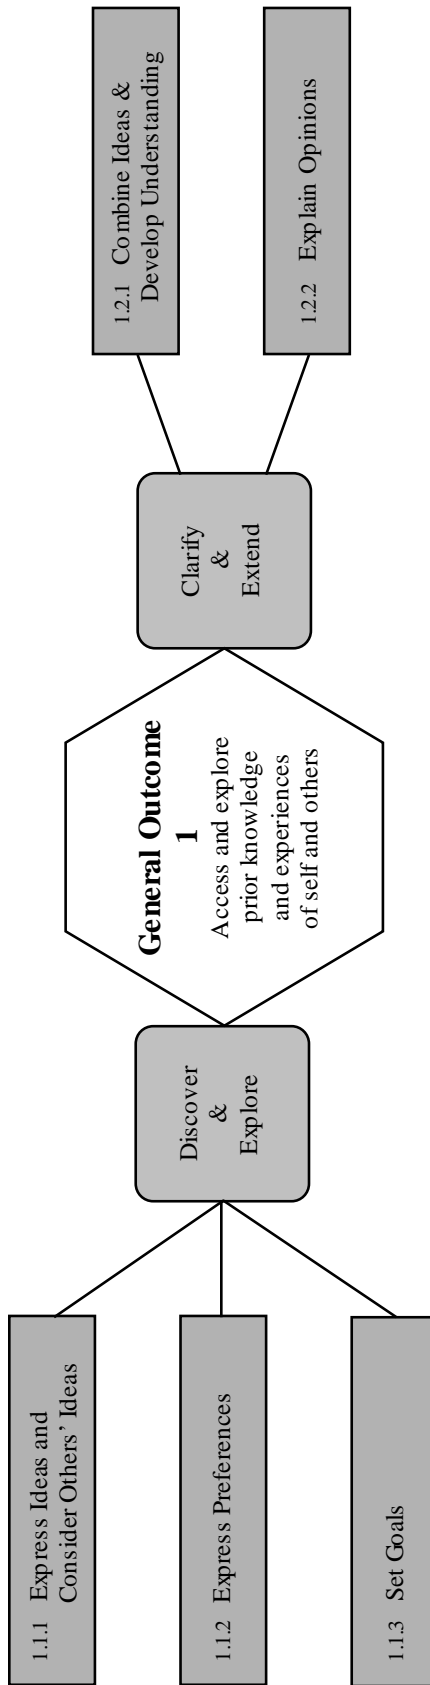 General Outcome
1
Access and explore
prior knowledge
and experiences
of self and others
Discover
&
Explore
1.1.1 Express Ideas and
Consider Others’ Ideas
1.1.2 Express Preferences
1.1.3 Set Goals
Clarify
&
Extend
1.2.1 Combine Ideas &
Develop Understanding
1.2.2 Explain Opinions